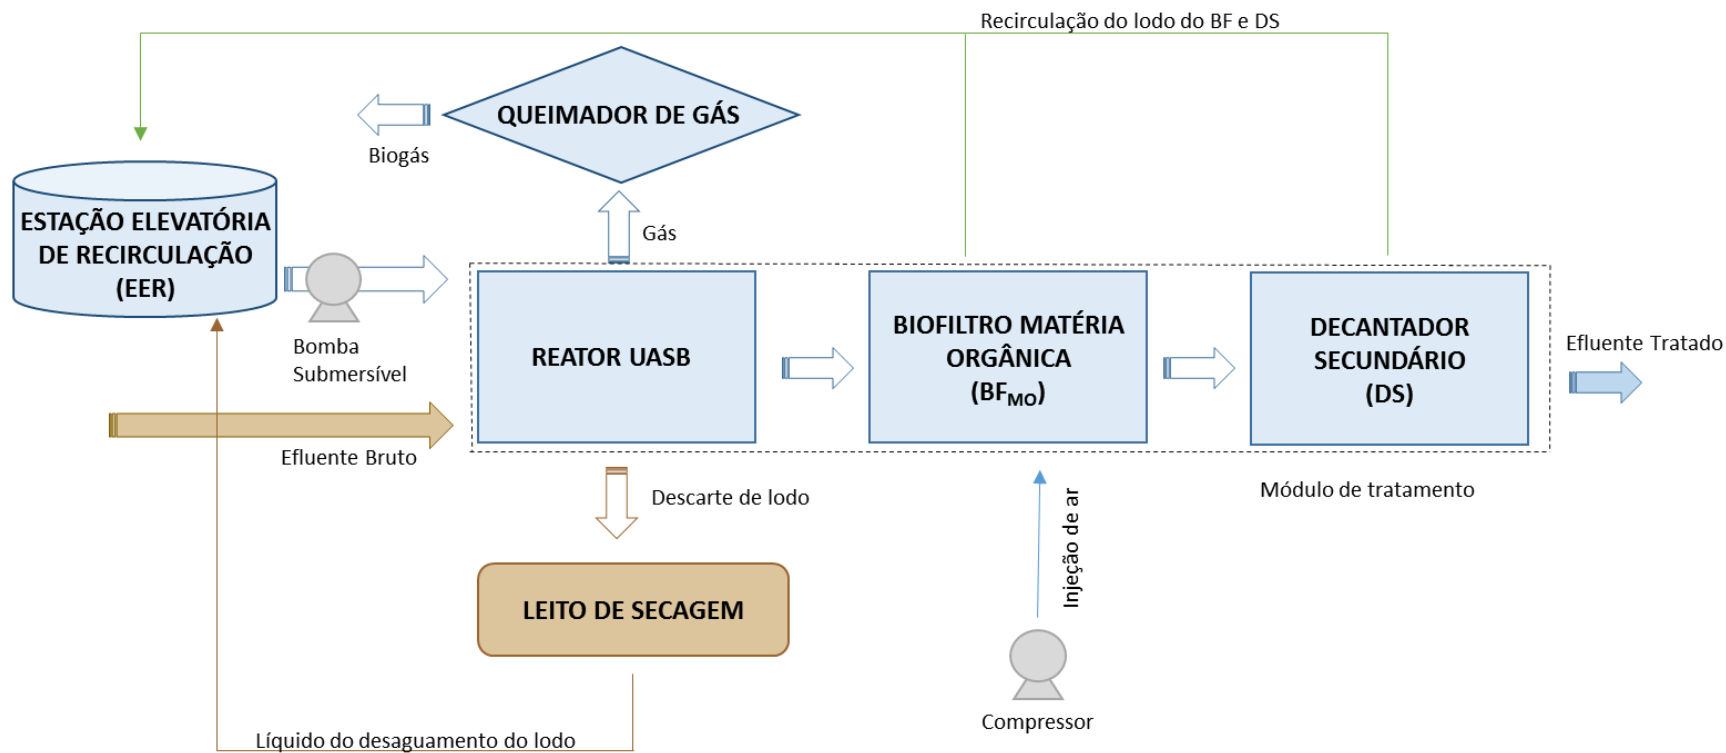 Recirculação do lodo do BF e DS
QUEIMADOR DE GÁS
Biogás
ESTAÇÃO ELEVATÓRIA
DE RECIRCULAÇÃO
(EER)
Gás
Bomba
Submersível
REATOR UASB
BIOFILTRO MATÉRIA
ORGÂNICA
(BFMO)
DECANTADOR
SECUNDÁRIO
(DS)
Efluente Tratado
Efluente Bruto
Descarte de lodo
Módulo de tratamento
Injeção de ar
LEITO DE SECAGEM
Compressor
Líquido do desaguamento do lodo